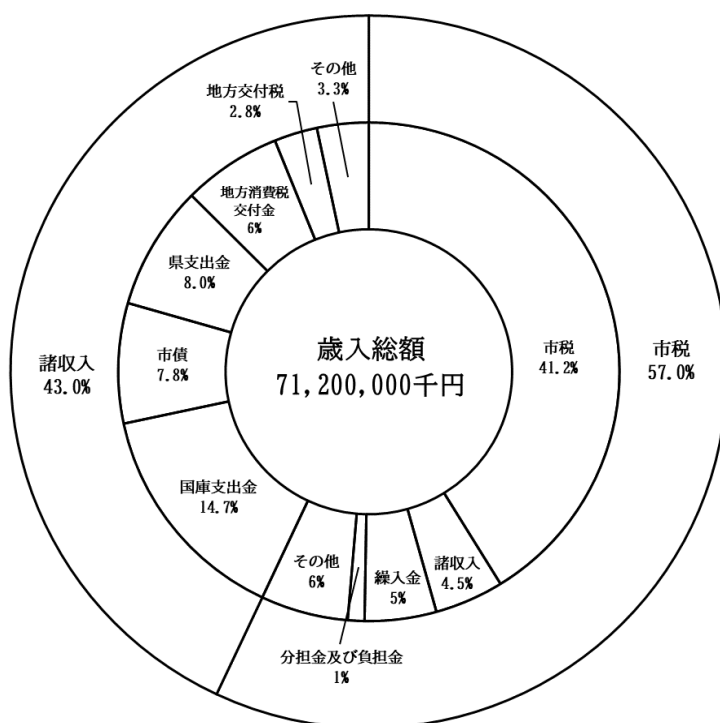 その他
3.3%
地方交付税
2.8%
地方消費税
交付金
6%
県支出金
8.0%
諸収入
43.0%
市債
7.8%
歳入総額
71,200,000千円
市税
41.2%
市税
57.0%
国庫支出金
14.7%
その他
6%
繰入金
5%
諸収入
4.5%
分担金及び負担金
1%